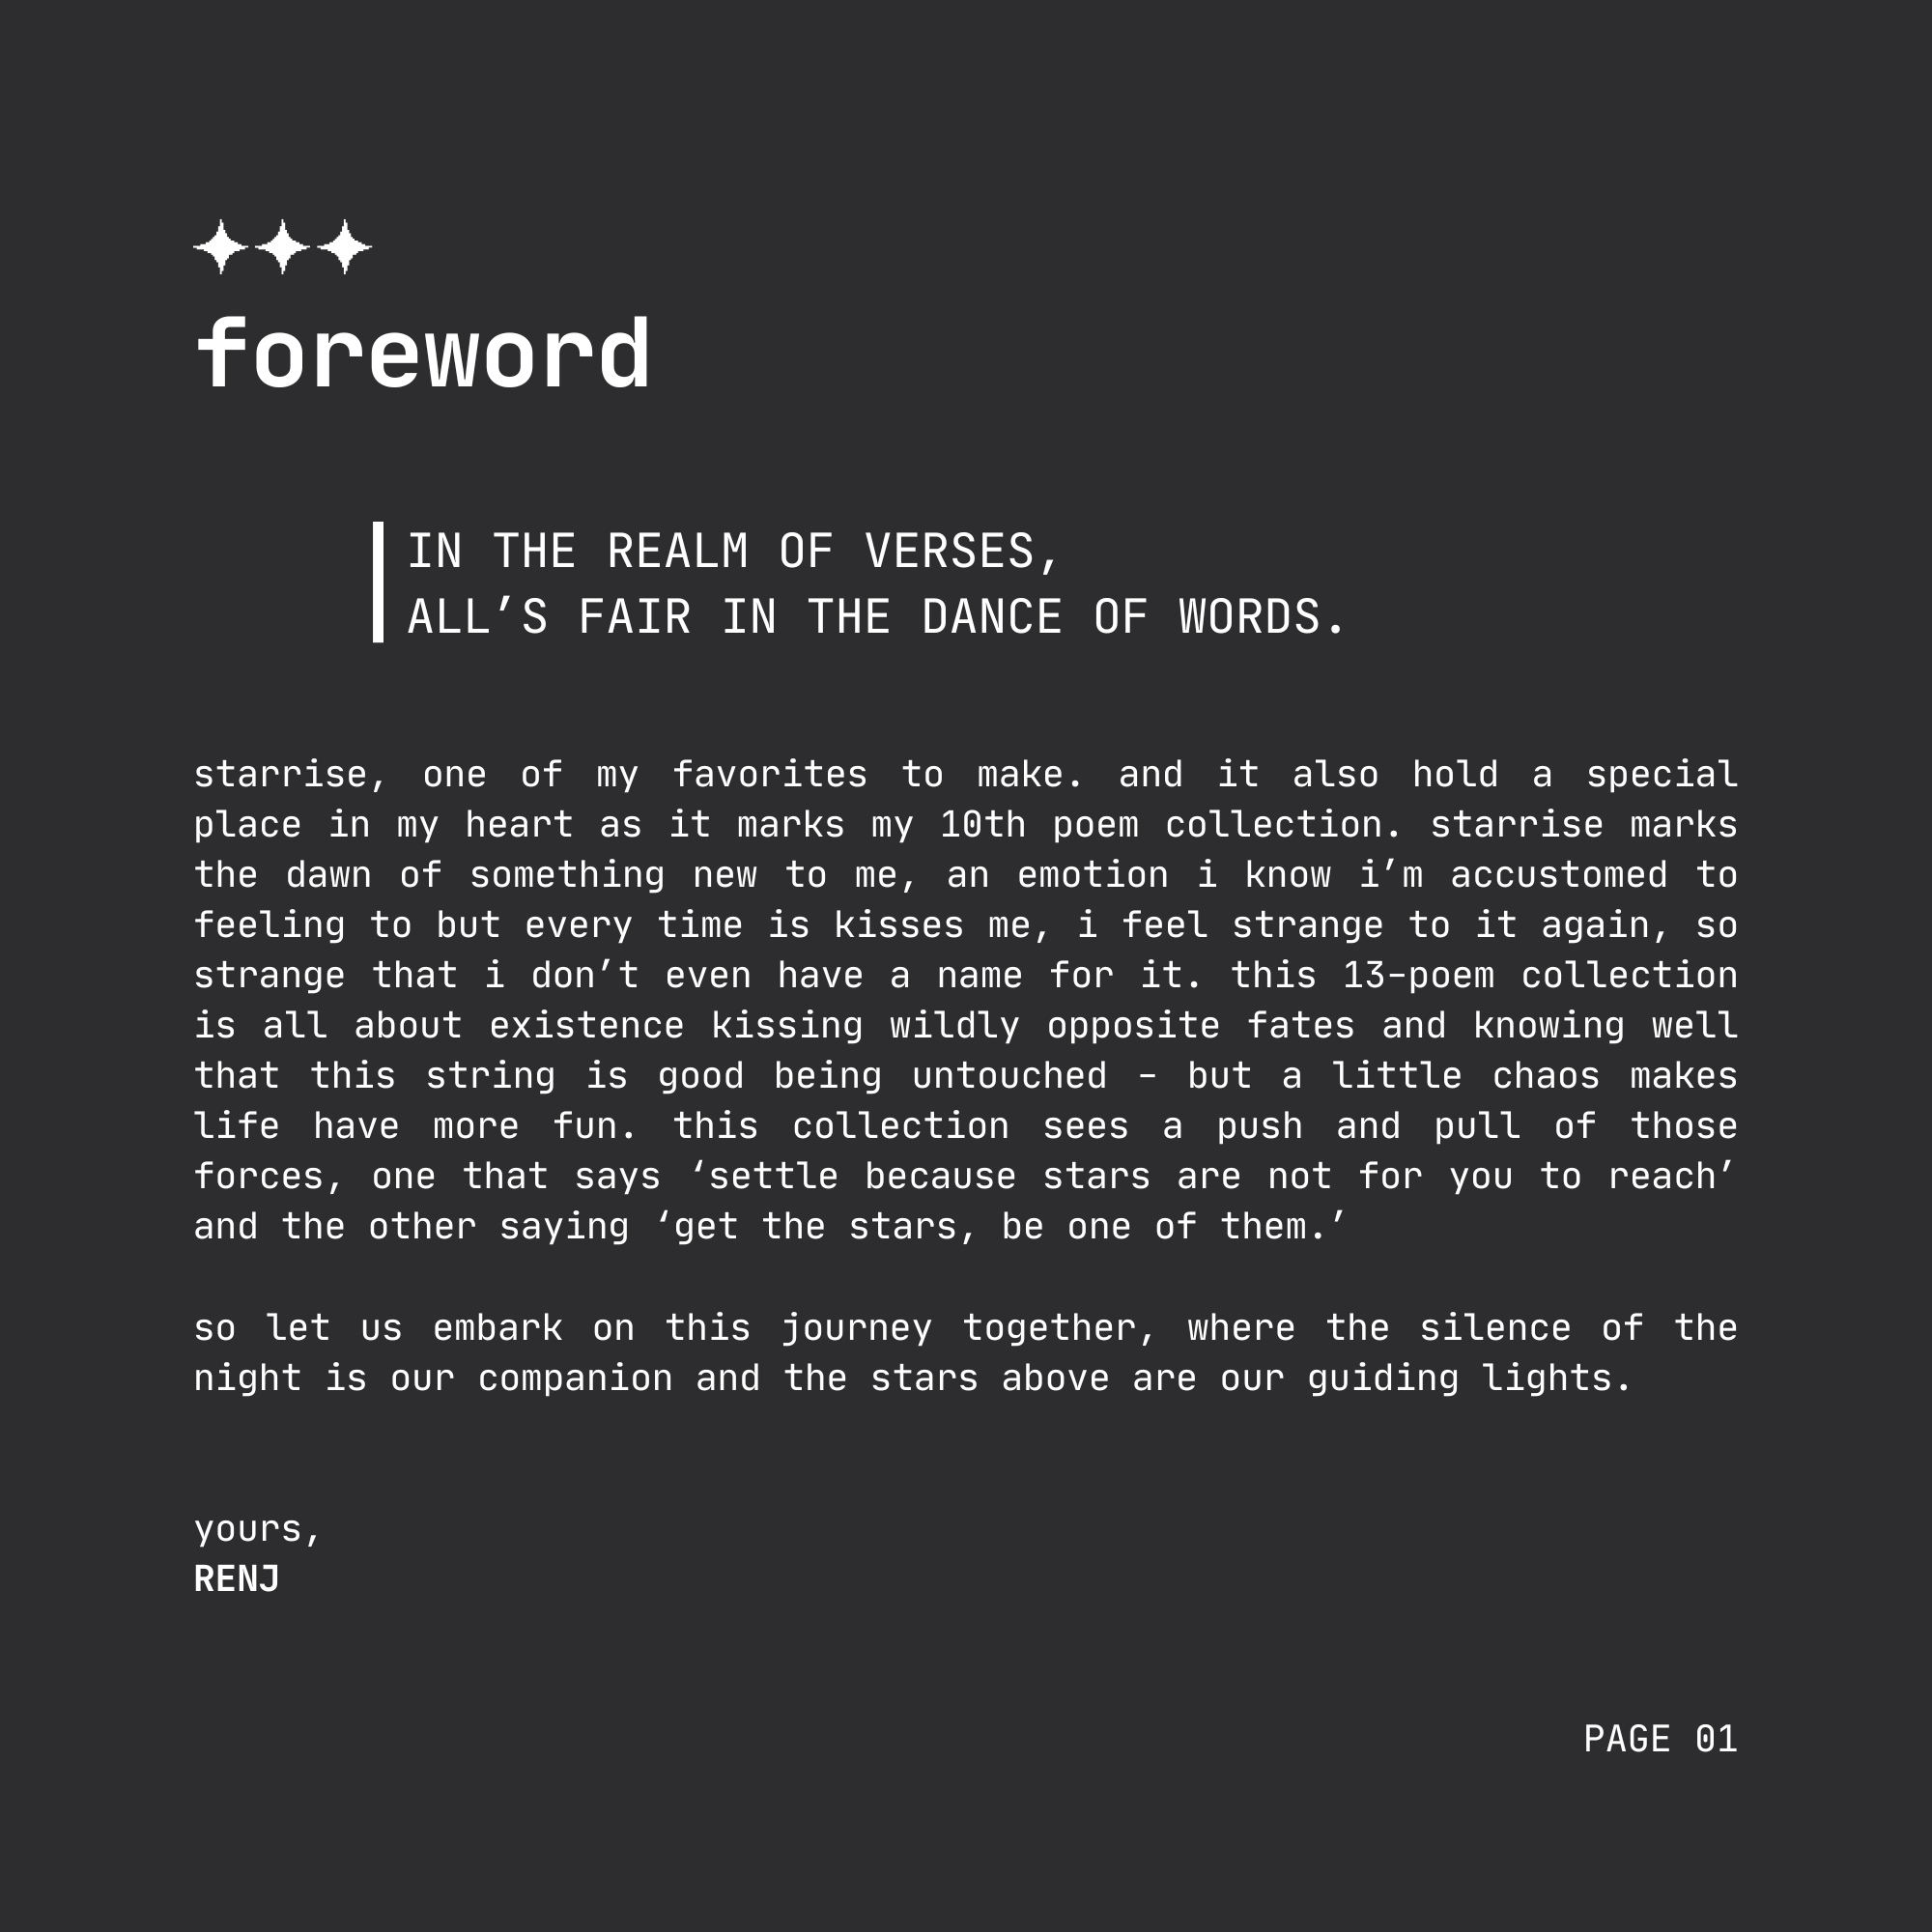 foreword
IN THE REALM OF VERSES,
ALL’S FAIR IN THE DANCE OF WORDS.
starrise, one of my favorites to make. and it also hold a special
place in my heart as it marks my 10th poem collection. starrise marks
the dawn of something new to me, an emotion i know i’m accustomed to
feeling to but every time is kisses me, i feel strange to it again, so
strange that i don’t even have a name for it. this 13-poem collection
is all about existence kissing wildly opposite fates and knowing well
that this string is good being untouched – but a little chaos makes
life have more fun. this collection sees a push and pull of those
forces, one that says ‘settle because stars are not for you to reach’
and the other saying ‘get the stars, be one of them.’
so let us embark on this journey together, where the silence of the
night is our companion and the stars above are our guiding lights.
yours,
RENJ
PAGE 01